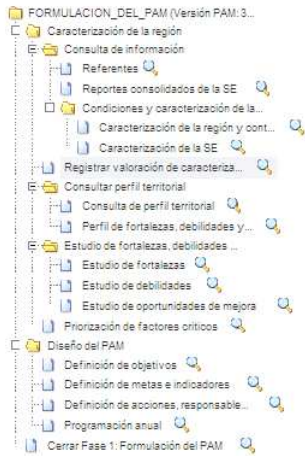 FORMULACION_DEL_PAM (Versión PAM: 3...
Caracterización de la región
Consulta de información
Referentes
Reportes consolidados de la SE
Condiciones y caracterización de la...
Caracterización de la región y cont...
Caracterización de la SE
Registrar valoración de caracteriza...
Consultar perfil territorial
Consulta de perfil territorial
Perfil de fortalezas, debilidades y...
Estudio de fortalezas, debilidades ...
Estudio de fortalezas
Estudio de debilidades
Estudio de oportunidades de mejora
Priorización de factores criticos
Diseño del PAM
Definición de objetivos
Definición de metas e indicadores
Definición de acciones, responsable...
Programación anual
Cerrar Fase 1: Formulación del PAM